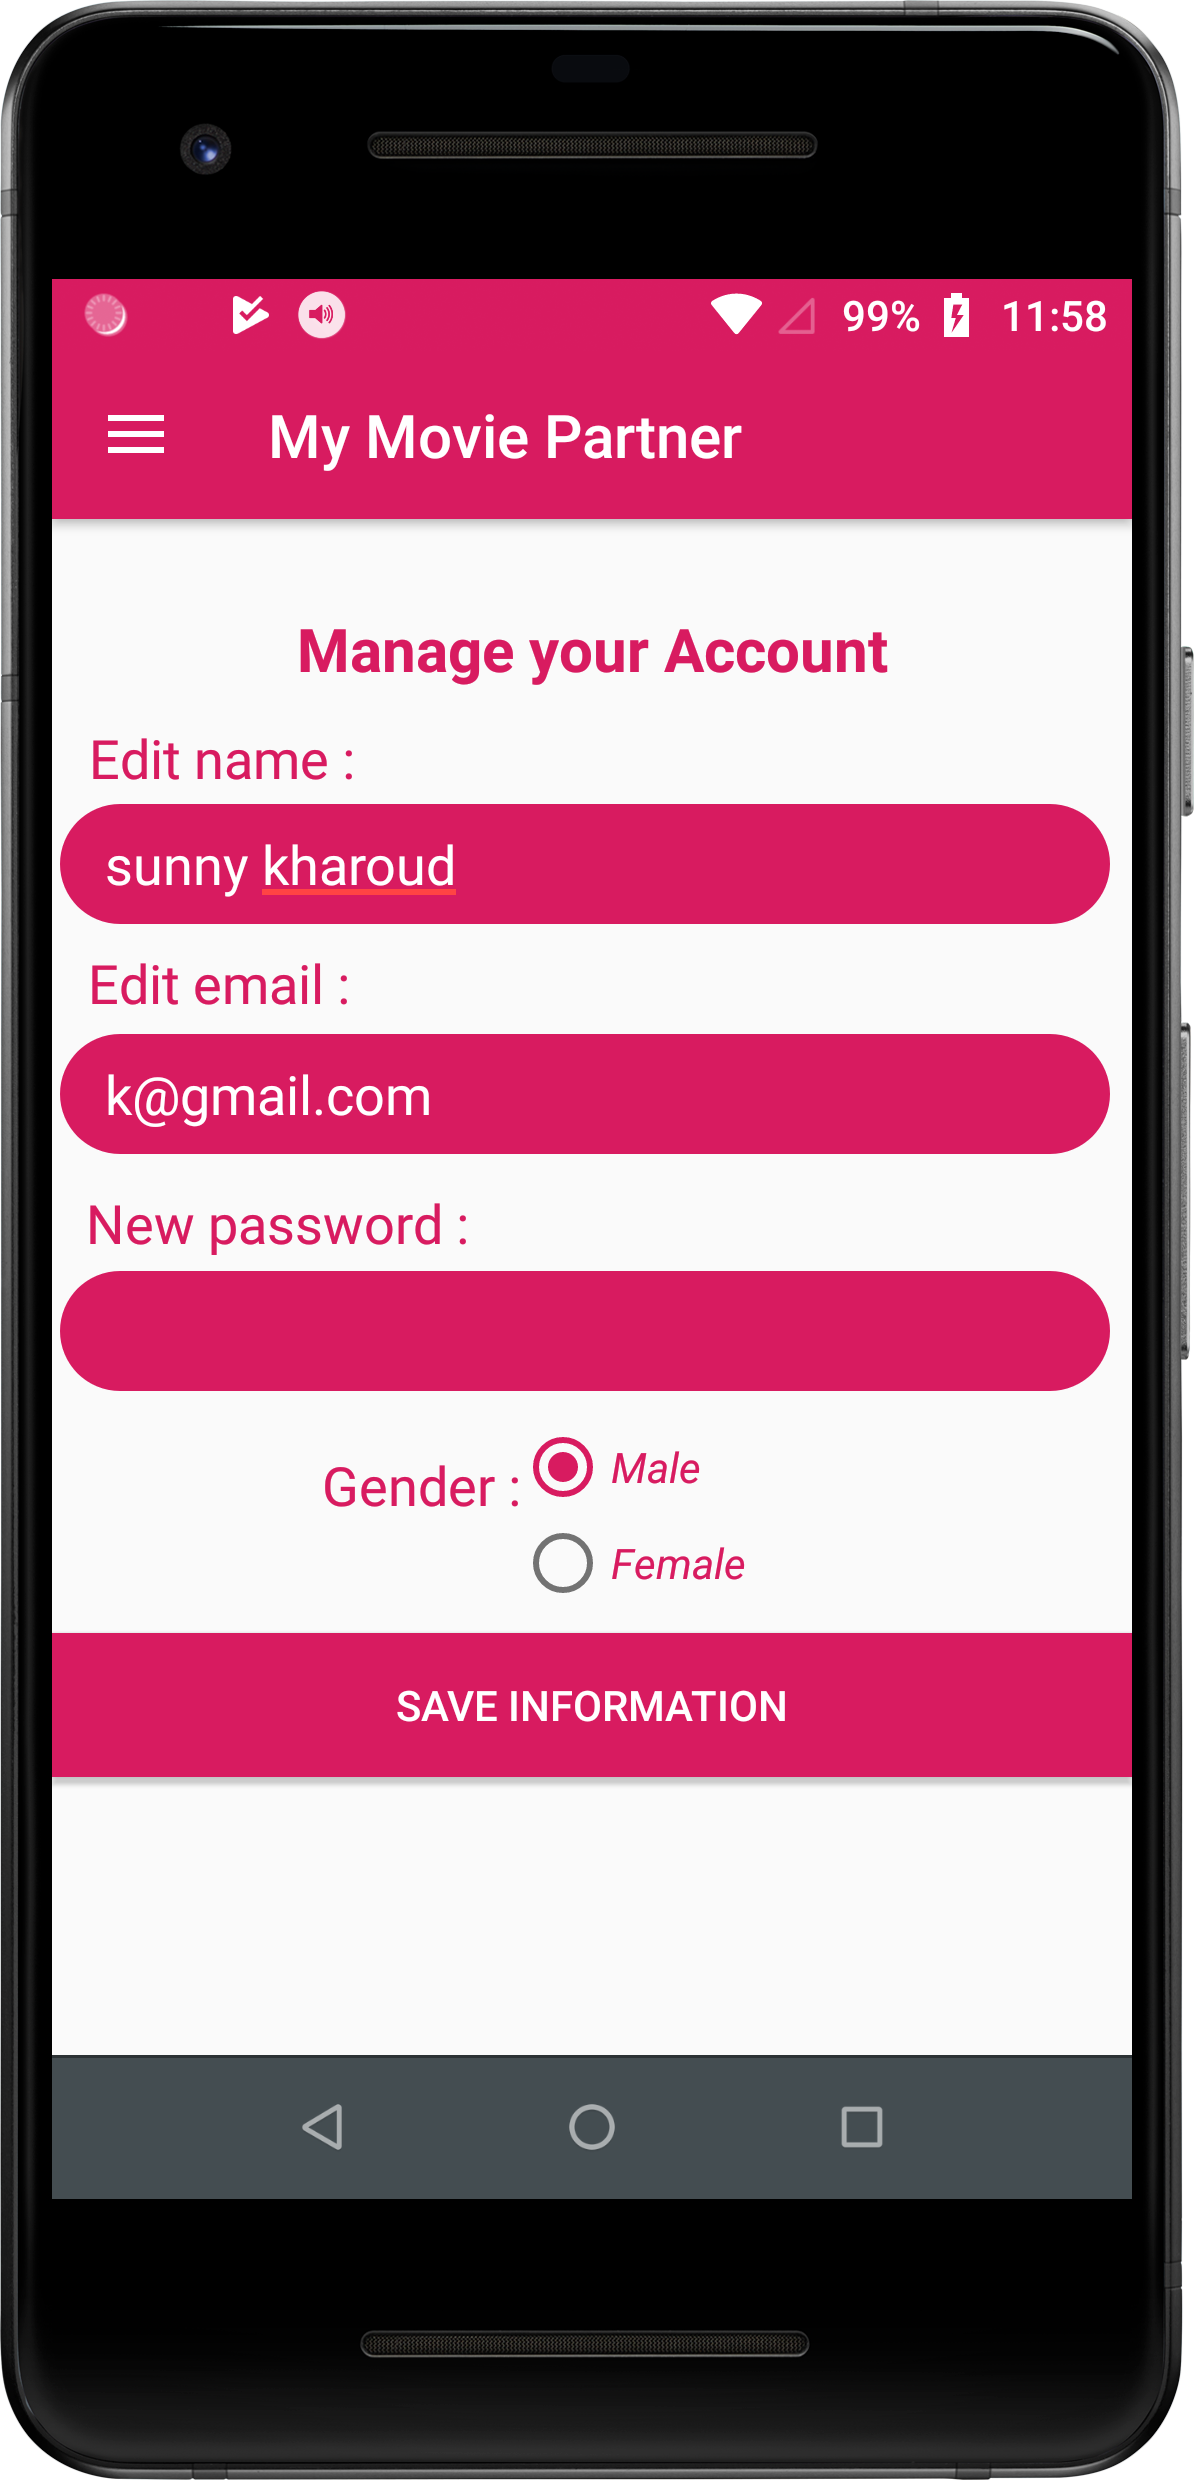 99% 11:58
My Movie Partner
Manage your Account
Edit name :
sunny kharoud
Edit email :
k@gmail.com
New password :
Gender :
Male
Female
SAVE INFORMATION